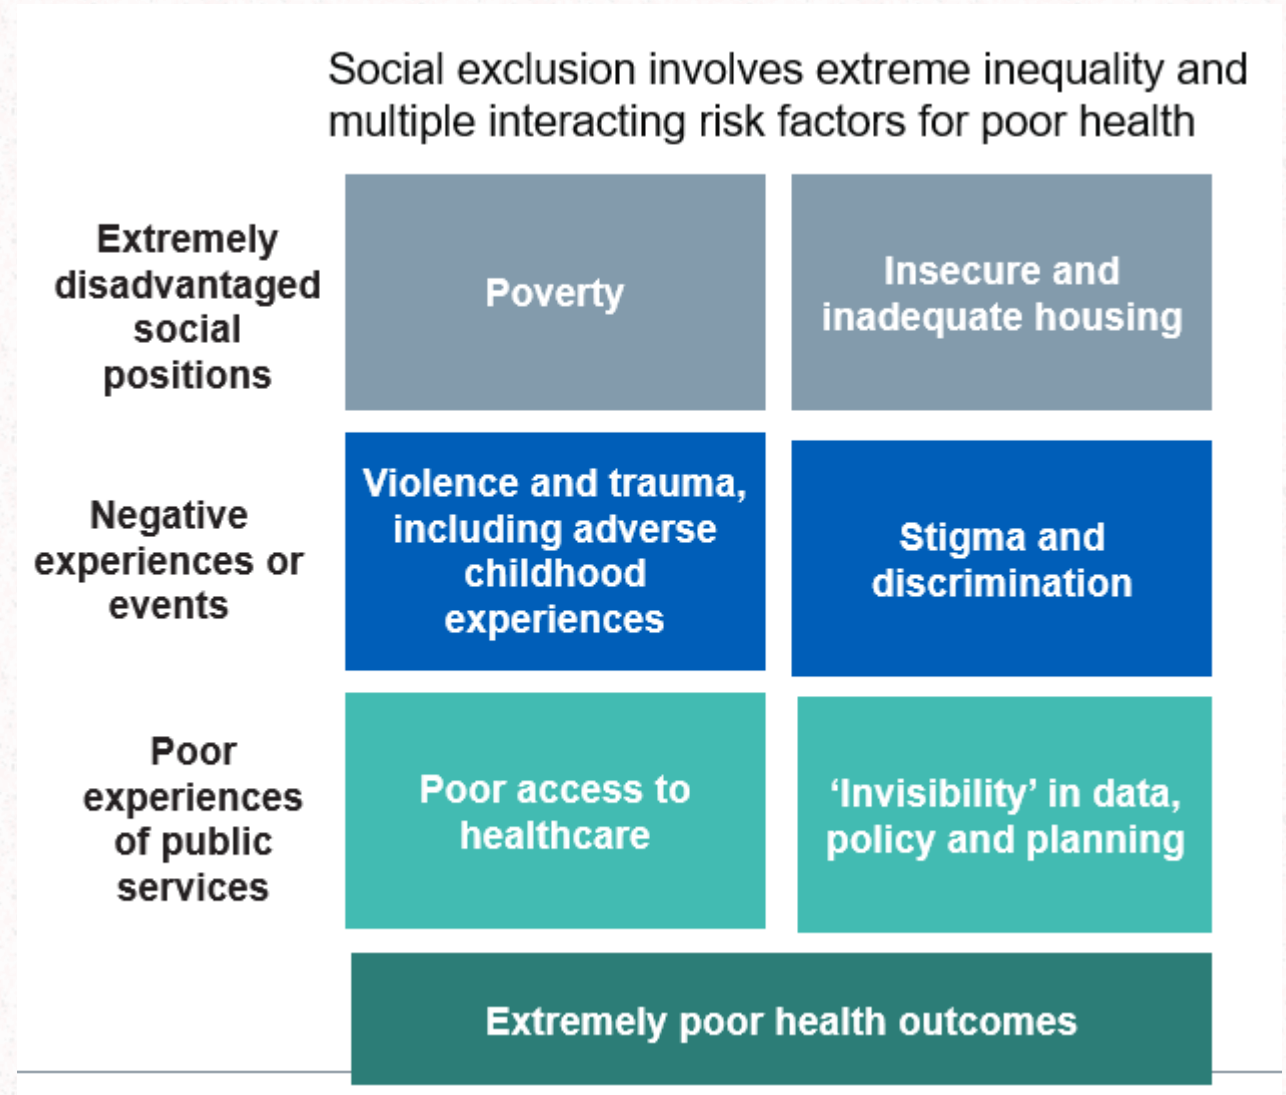 Social exclusion involves extreme inequality and
multiple interacting risk factors for poor health
Extremely
disadvantaged
social
positions
Poverty
Insecure and
inadequate housing
Negative
experiences or
events
Violence and trauma,
including adverse
childhood
experiences
Stigma and
discrimination
Poor
experiences
of public
services
Poor access to
healthcare
‘Invisibility’ in data,
policy and planning
Extremely poor health outcomes